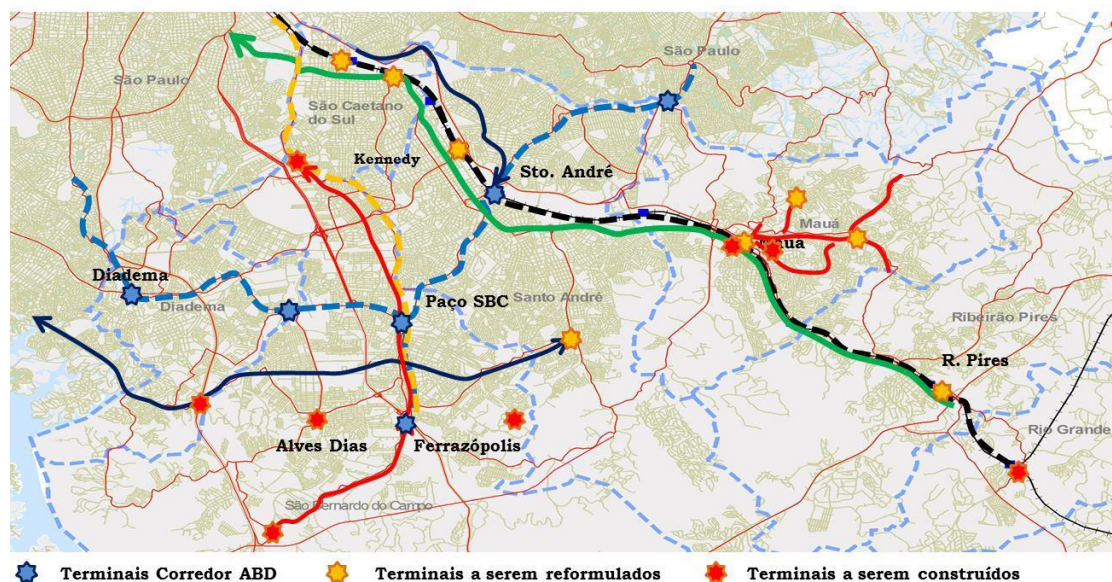 São Paulo
São Paulo
São Caetano
do Sul
Kennedy
Sto. André
Mauá
Diadema
Diadema
Paço SBC
Santo André
Ribeirão Pires
R. Pires
Alves Dias
Ferrazópolis
Rio Grande
São Bernardo do Campo
Terminais Corredor ABD
Terminais a serem reformulados
Terminais a serem construídos